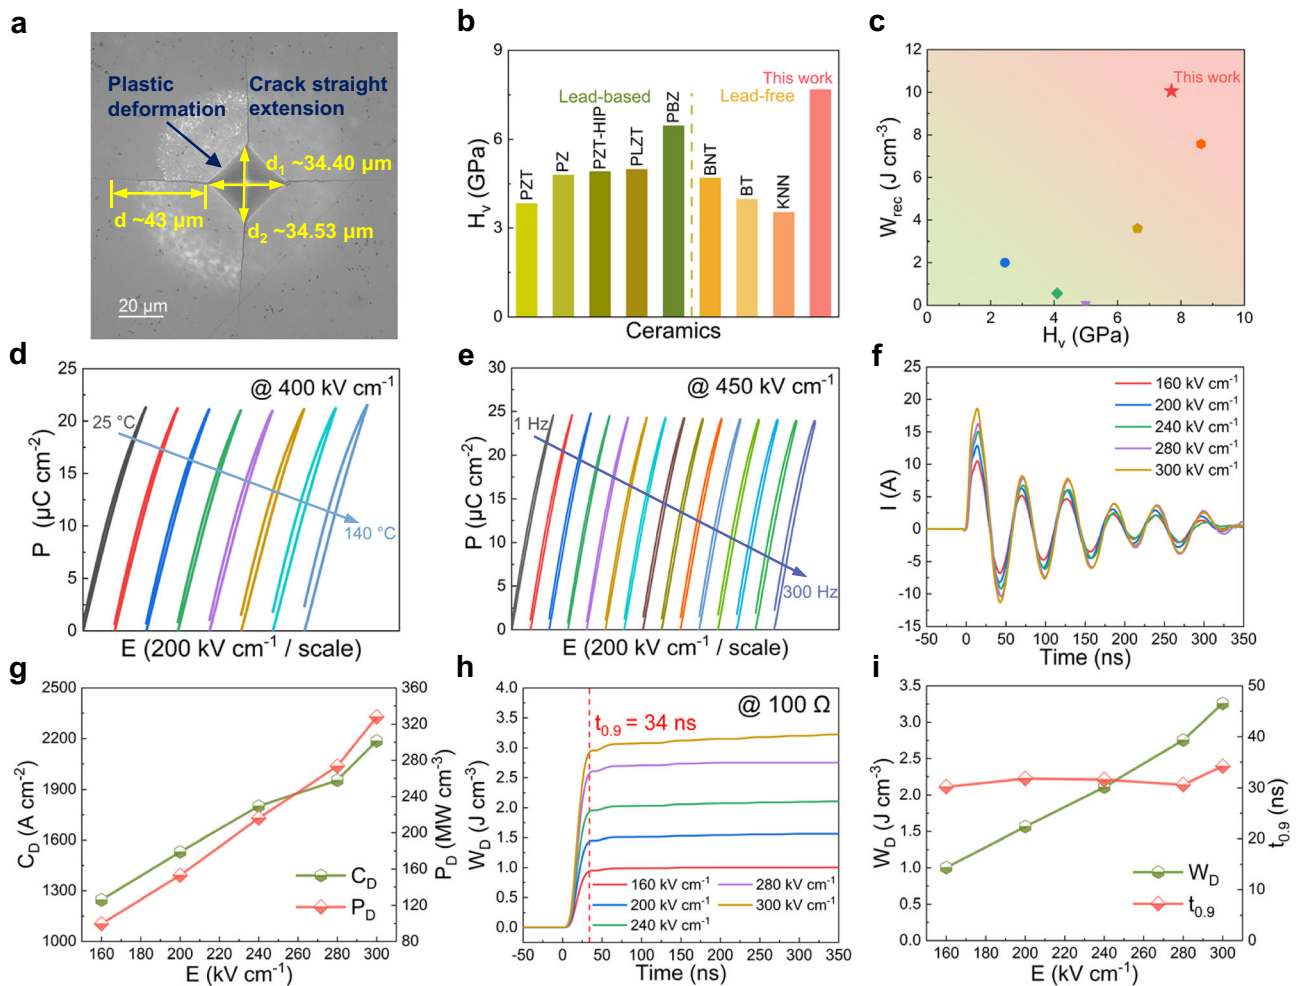 a
Plastic
deformation
Crack straight
extension
d₁ ~34.40 µm
d ~43 µm
d₂ ~34.53 µm
20 µm
b
9
6
3
0
Hᵥ (GPa)
Lead-based
Lead-free
This work
PZT
PZ
PZT-HIP
PLZT
PBZ
BNT
BT
KNN
Ceramics
c
12
10
8
6
4
2
0
W_rec (J cm⁻³)
This work
0 2 4 6 8 10
Hᵥ (GPa)
d
25
20
15
10
5
0
P (µC cm⁻²)
@ 400 kV cm⁻¹
25 °C
140 °C
E (200 kV cm⁻¹ / scale)
e
30
25
20
15
10
5
0
P (µC cm⁻²)
@ 450 kV cm⁻¹
1 Hz
300 Hz
E (200 kV cm⁻¹ / scale)
f
25
20
15
10
5
0
-5
-10
-15
I (A)
160 kV cm⁻¹
200 kV cm⁻¹
240 kV cm⁻¹
280 kV cm⁻¹
300 kV cm⁻¹
-50 0 50 100 150 200 250 300 350
Time (ns)
g
2500
2200
1900
1600
1300
1000
C_D (A cm⁻²)
360
320
280
240
200
160
120
80
P_D (MW cm⁻³)
C_D
P_D
160 180 200 220 240 260 280 300
E (kV cm⁻¹)
h
4.0
3.5
3.0
2.5
2.0
1.5
1.0
0.5
0.0
W_D (J cm⁻³)
@ 100 Ω
t₀.₉ = 34 ns
160 kV cm⁻¹
200 kV cm⁻¹
240 kV cm⁻¹
280 kV cm⁻¹
300 kV cm⁻¹
-50 0 50 100 150 200 250 300 350
Time (ns)
i
3.5
3.0
2.5
2.0
1.5
1.0
0.5
0.0
W_D (J cm⁻³)
50
40
30
20
10
0
t₀.₉ (ns)
W_D
t₀.₉
160 180 200 220 240 260 280 300
E (kV cm⁻¹)